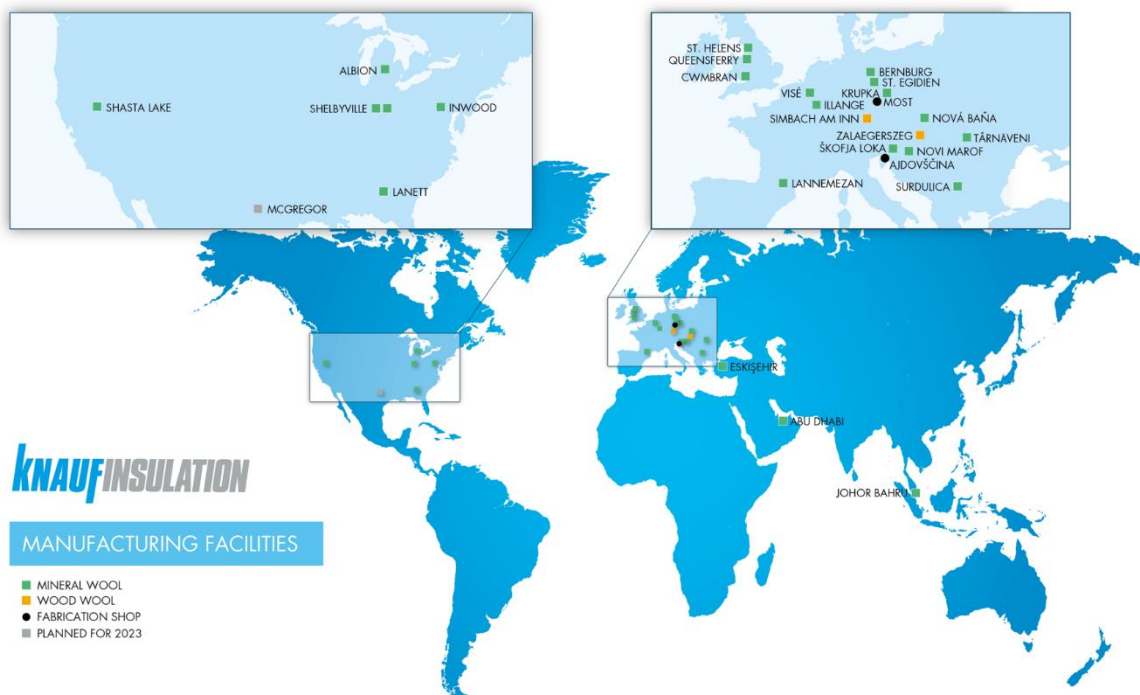 ALBION
SHASTA LAKE
SHELBYVILLE
INWOOD
LANETT
MCGREGOR
ST. HELENS
QUEENSFERRY
CWMBRAN
BERNBURG
ST. EGIDIEN
VISÉ
KRUPKA
MOST
ILLANGE
SIMBACH AM INN
NOVÁ BAŇA
ZALAEGERSZEG
TÂRNĂVENI
ŠKOFJA LOKA
NOVI MAROF
AJDOVŠČINA
LANNEMEZAN
SURDULICA
ESKIŞEHIR
ABU DHABI
JOHOR BAHRU
KNAUFINSULATION
MANUFACTURING FACILITIES
MINERAL WOOL
WOOD WOOL
FABRICATION SHOP
PLANNED FOR 2023